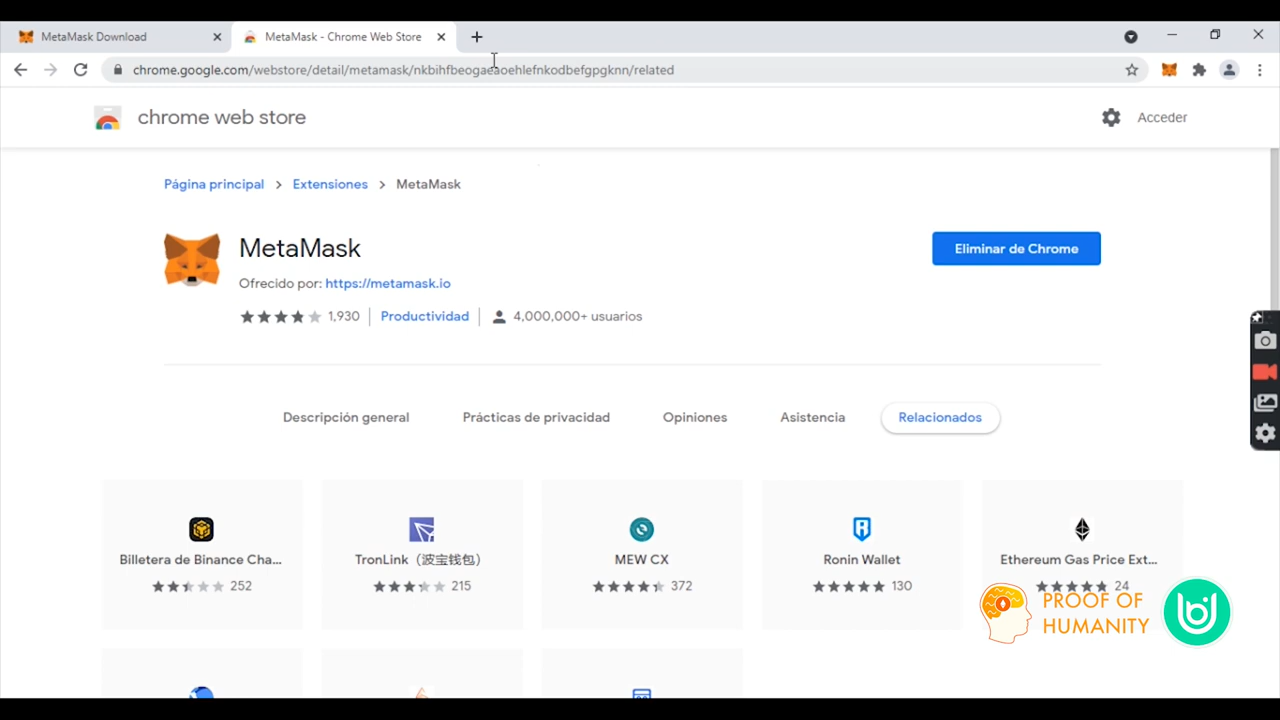 MetaMask Download
MetaMask - Chrome Web Store
chrome.google.com/webstore/detail/metamask/nkbihfbeogaeaoehlefnkodbefgpgknn/related
chrome web store
Acceder
Página principal > Extensiones > MetaMask
MetaMask
Eliminar de Chrome
Ofrecido por: https://metamask.io
1,930 | Productividad | 4,000,000+ usuarios
Descripción general
Prácticas de privacidad
Opiniones
Asistencia
Relacionados
Billetera de Binance Cha...
252
TronLink（波宝钱包）
215
MEW CX
372
Ronin Wallet
130
Ethereum Gas Price Ext...
24
PROOF OF
HUMANITY